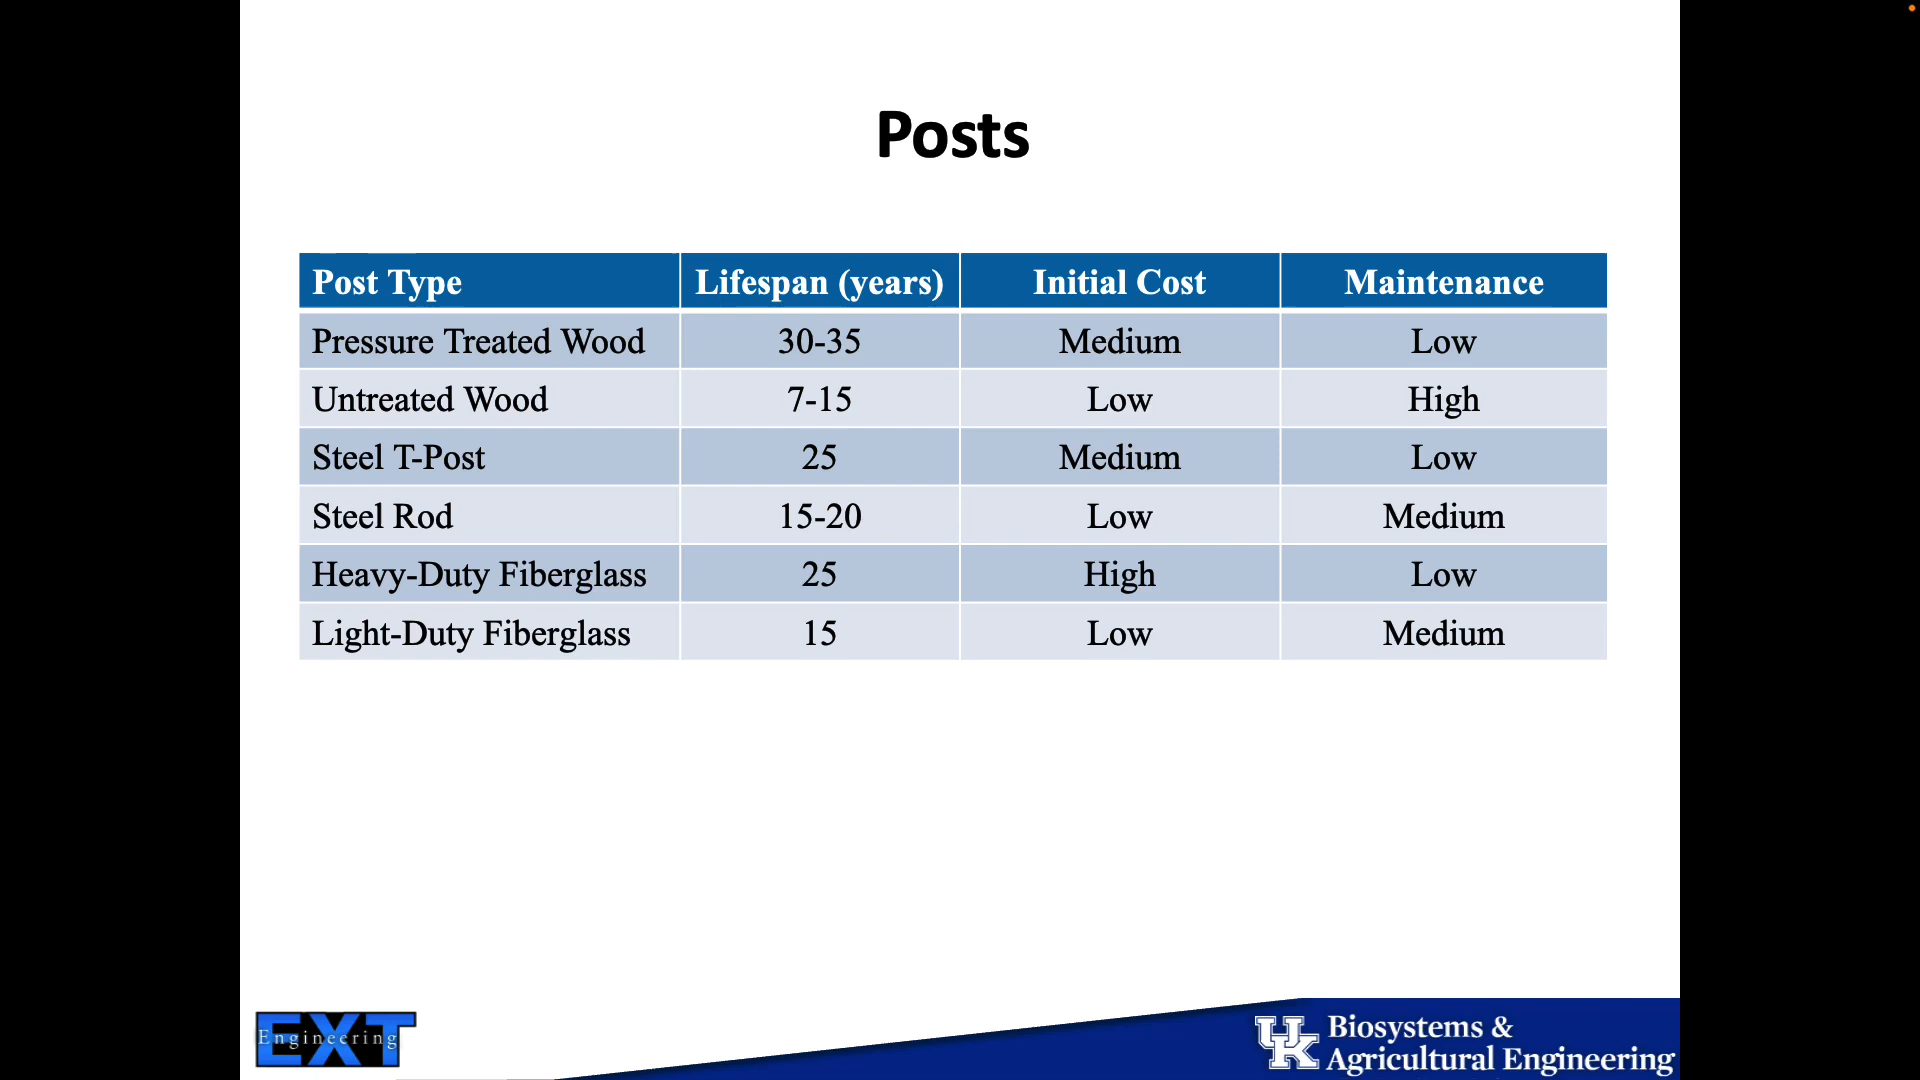 Posts
Post Type Lifespan (years) Initial Cost Maintenance
Pressure Treated Wood 30-35 Medium Low
Untreated Wood 7-15 Low High
Steel T-Post 25 Medium Low
Steel Rod 15-20 Low Medium
Heavy-Duty Fiberglass 25 High Low
Light-Duty Fiberglass 15 Low Medium
EXT
Engineering
UK Biosystems &
Agricultural Engineering